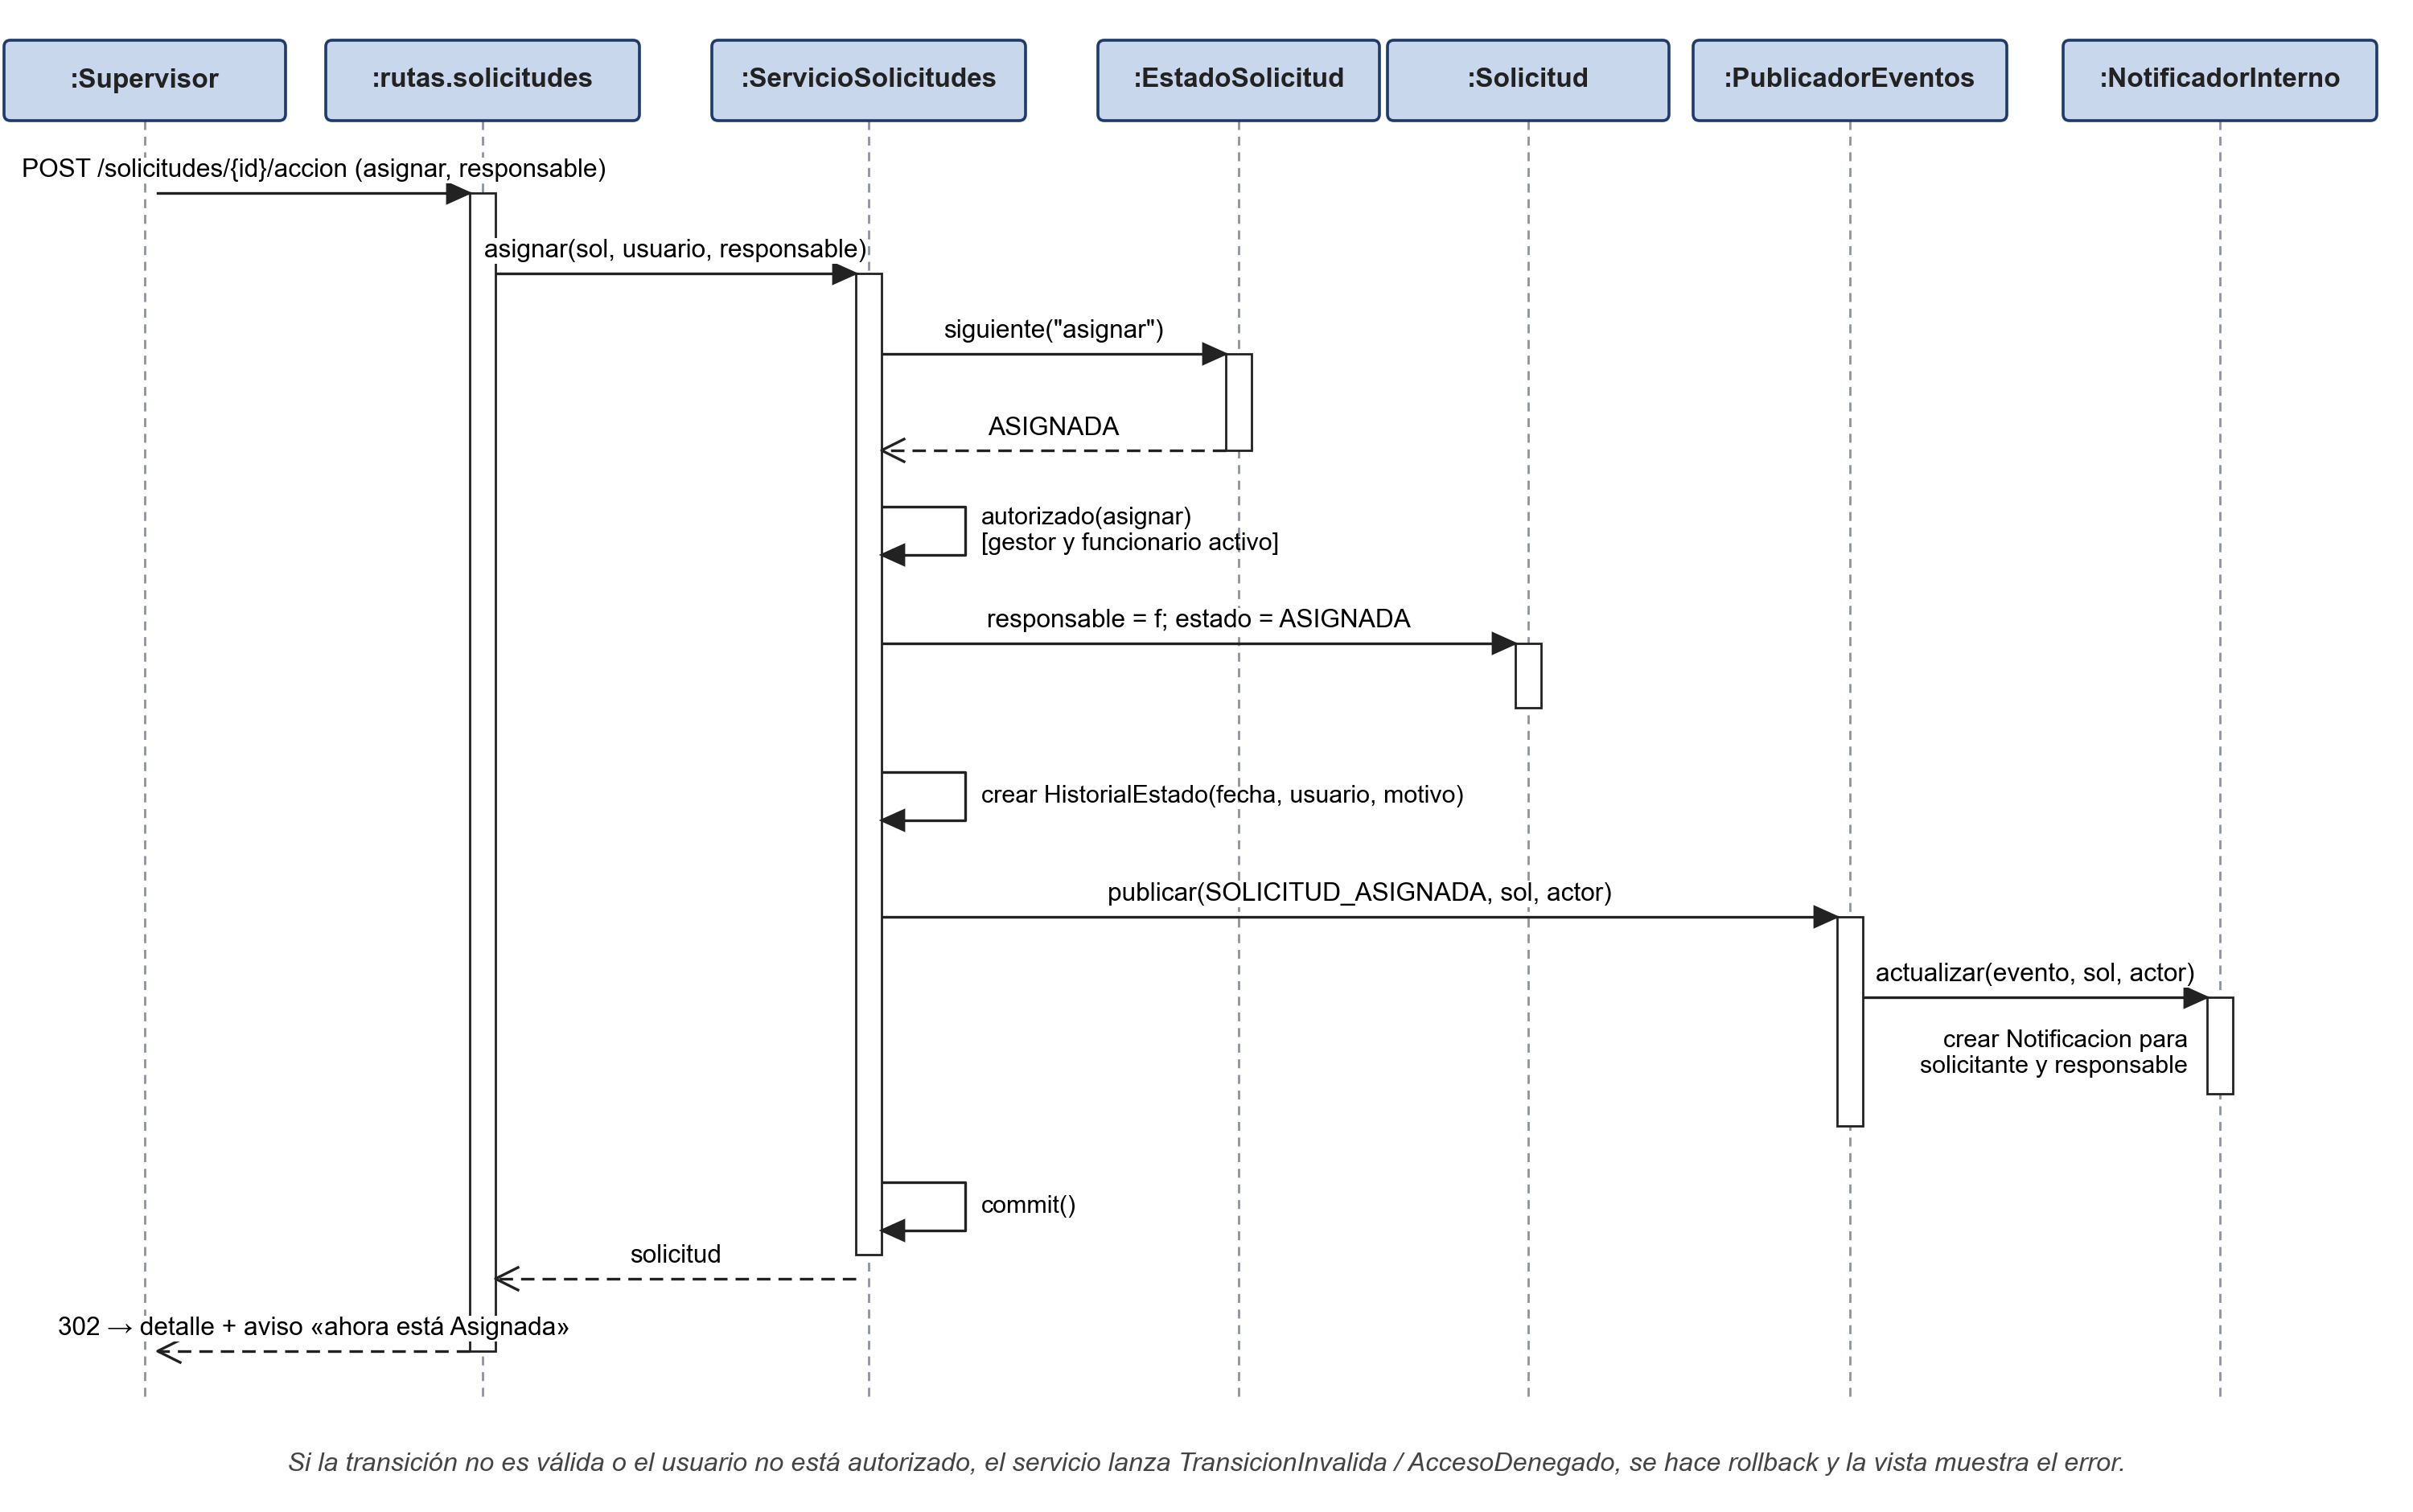 :Supervisor
:rutas.solicitudes
:ServicioSolicitudes
:EstadoSolicitud
:Solicitud
:PublicadorEventos
:NotificadorInterno
POST /solicitudes/{id}/accion (asignar, responsable)
asignar(sol, usuario, responsable)
siguiente("asignar")
ASIGNADA
autorizado(asignar)
[gestor y funcionario activo]
responsable = f; estado = ASIGNADA
crear HistorialEstado(fecha, usuario, motivo)
publicar(SOLICITUD_ASIGNADA, sol, actor)
actualizar(evento, sol, actor)
crear Notificacion para
solicitante y responsable
commit()
solicitud
302 → detalle + aviso «ahora está Asignada»
Si la transición no es válida o el usuario no está autorizado, el servicio lanza TransicionInvalida / AccesoDenegado, se hace rollback y la vista muestra el error.